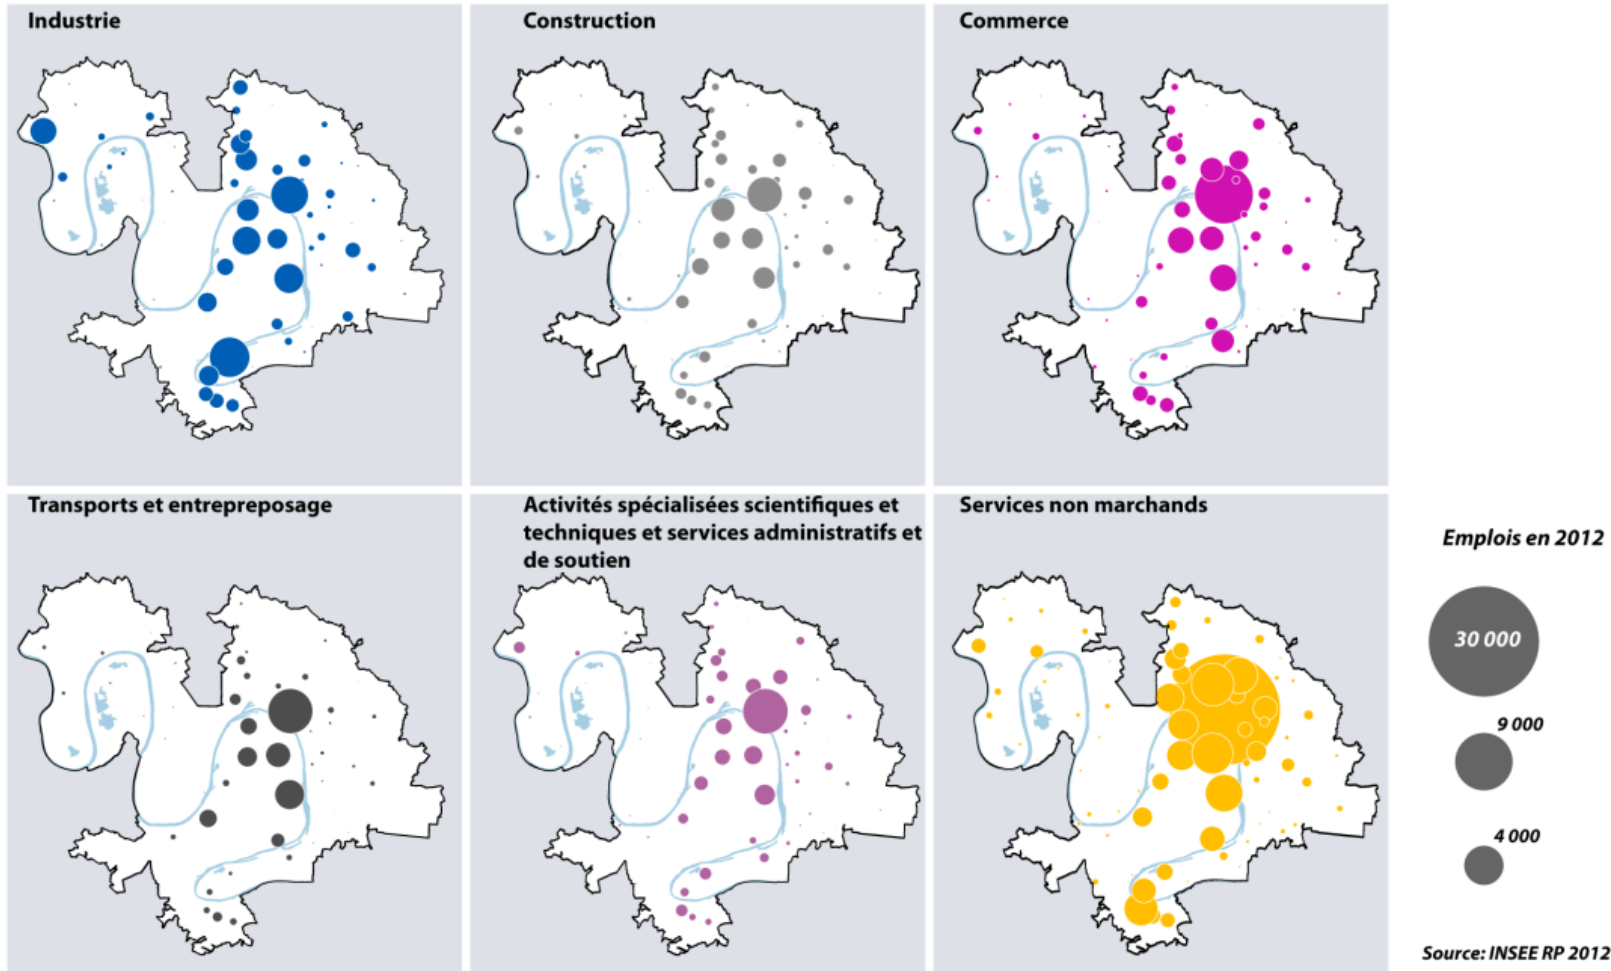 Industrie
Construction
Commerce
Transports et entrepreposage
Activités spécialisées scientifiques et
techniques et services administratifs et
de soutien
Services non marchands
Emplois en 2012
30 000
9 000
4 000
Source: INSEE RP 2012